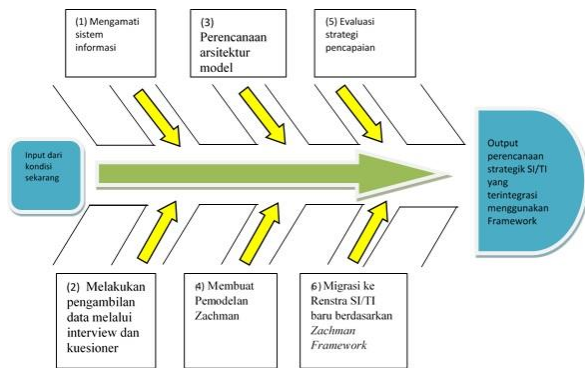 (1) Mengamati
sistem
informasi
(3)
Perencanaan
arsitektur
model
(5) Evaluasi
strategi
pencapaian
Input dari
kondisi
sekarang
Output
perencanaan
strategik SI/TI
yang
terintegrasi
menggunakan
Framework
(2) Melakukan
pengambilan
data melalui
interview dan
kuesioner
4) Membuat
Pemodelan
Zachman
6) Migrasi ke
Renstra SI/TI
baru berdasarkan
Zachman
Framework